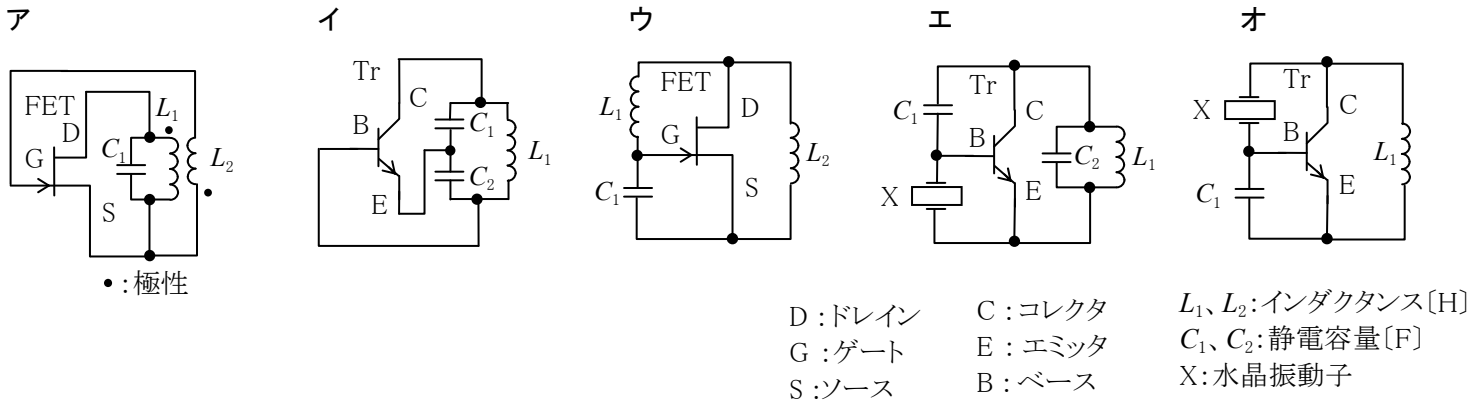 ア
FET
D
G
S
C1
L1
L2
•:極性
イ
Tr
C
B
E
C1
C2
L1
ウ
L1
FET
D
G
S
C1
L2
エ
C1
Tr
C
B
E
X
C2
L1
オ
X
Tr
C
B
E
C1
L1
D:ドレイン
G:ゲート
S:ソース
C:コレクタ
E:エミッタ
B:ベース
L1、L2:インダクタンス〔H〕
C1、C2:静電容量〔F〕
X:水晶振動子